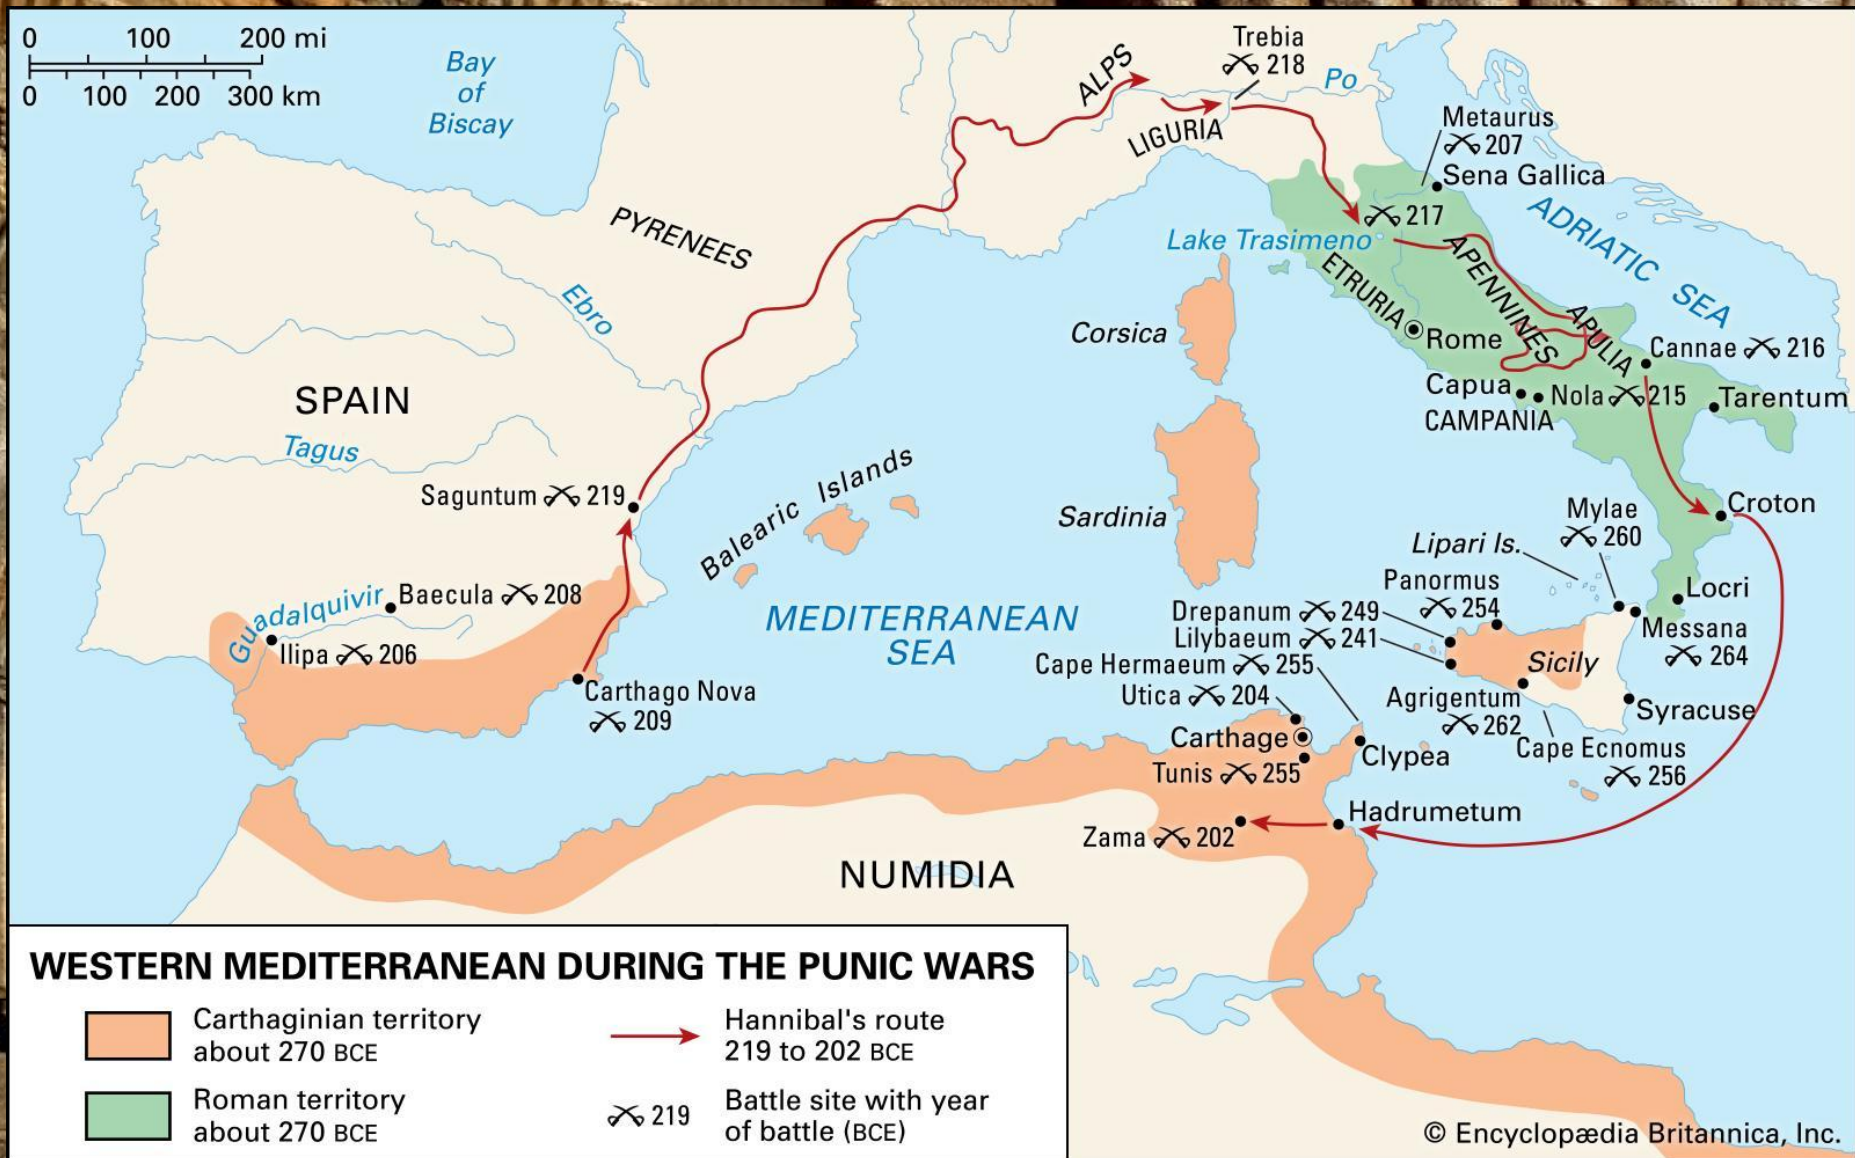 0 100 200 mi
0 100 200 300 km
Bay
of
Biscay
ALPS
Trebia
218
Po
LIGURIA
Metaurus
207
Sena Gallica
217
Lake Trasimeno
ADRIATIC SEA
PYRENEES
Ebro
ETRURIA
APENNINES
APULIA
Rome
Cannae 216
Corsica
Capua
Nola 215
CAMPANIA
Tarentum
SPAIN
Tagus
Saguntum 219
Balearic Islands
Sardinia
Croton
Mylae
260
Lipari Is.
Panormus
254
Locri
Guadalquivir
Baecula 208
Ilipa 206
MEDITERRANEAN
SEA
Drepanum 249
Lilybaeum 241
Cape Hermaeum 255
Utica 204
Messana
264
Sicily
Carthago Nova
209
Agrigentum
262
Syracuse
Carthage
Clypea
Cape Ecnomus
256
Tunis 255
Hadrumetum
Zama 202
NUMIDIA
WESTERN MEDITERRANEAN DURING THE PUNIC WARS
Carthaginian territory
about 270 BCE
Hannibal's route
219 to 202 BCE
Roman territory
about 270 BCE
219
Battle site with year
of battle (BCE)
© Encyclopædia Britannica, Inc.